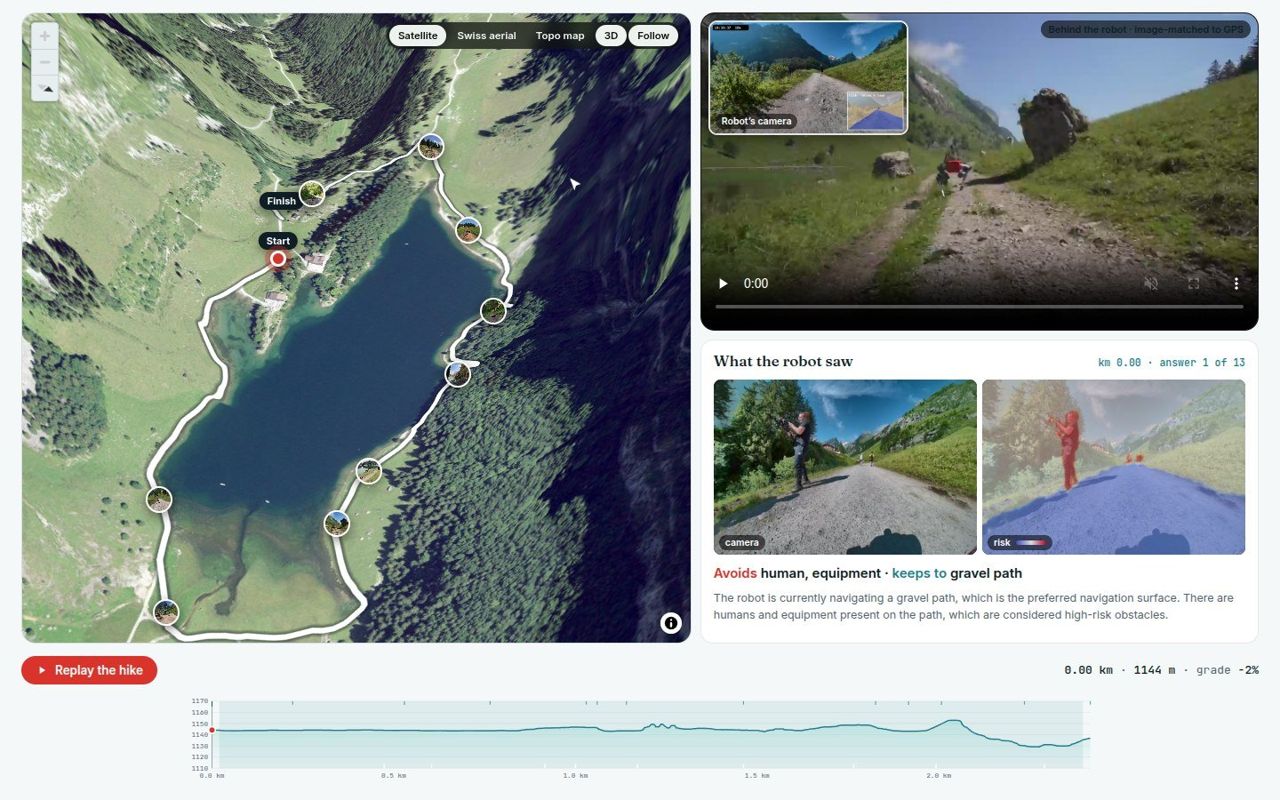 Satellite
Swiss aerial
Topo map
3D
Follow
Finish
Start
Behind the robot · image-matched to GPS
Robot's camera
0:00
What the robot saw
km 0.00 · answer 1 of 13
camera
risk
Avoids human, equipment · keeps to gravel path
The robot is currently navigating a gravel path, which is the preferred navigation surface. There are
humans and equipment present on the path, which are considered high-risk obstacles.
Replay the hike
0.00 km · 1144 m · grade -2%
1170
1160
1150
1140
1130
1120
1110
0.0 km
0.5 km
1.0 km
1.5 km
2.0 km